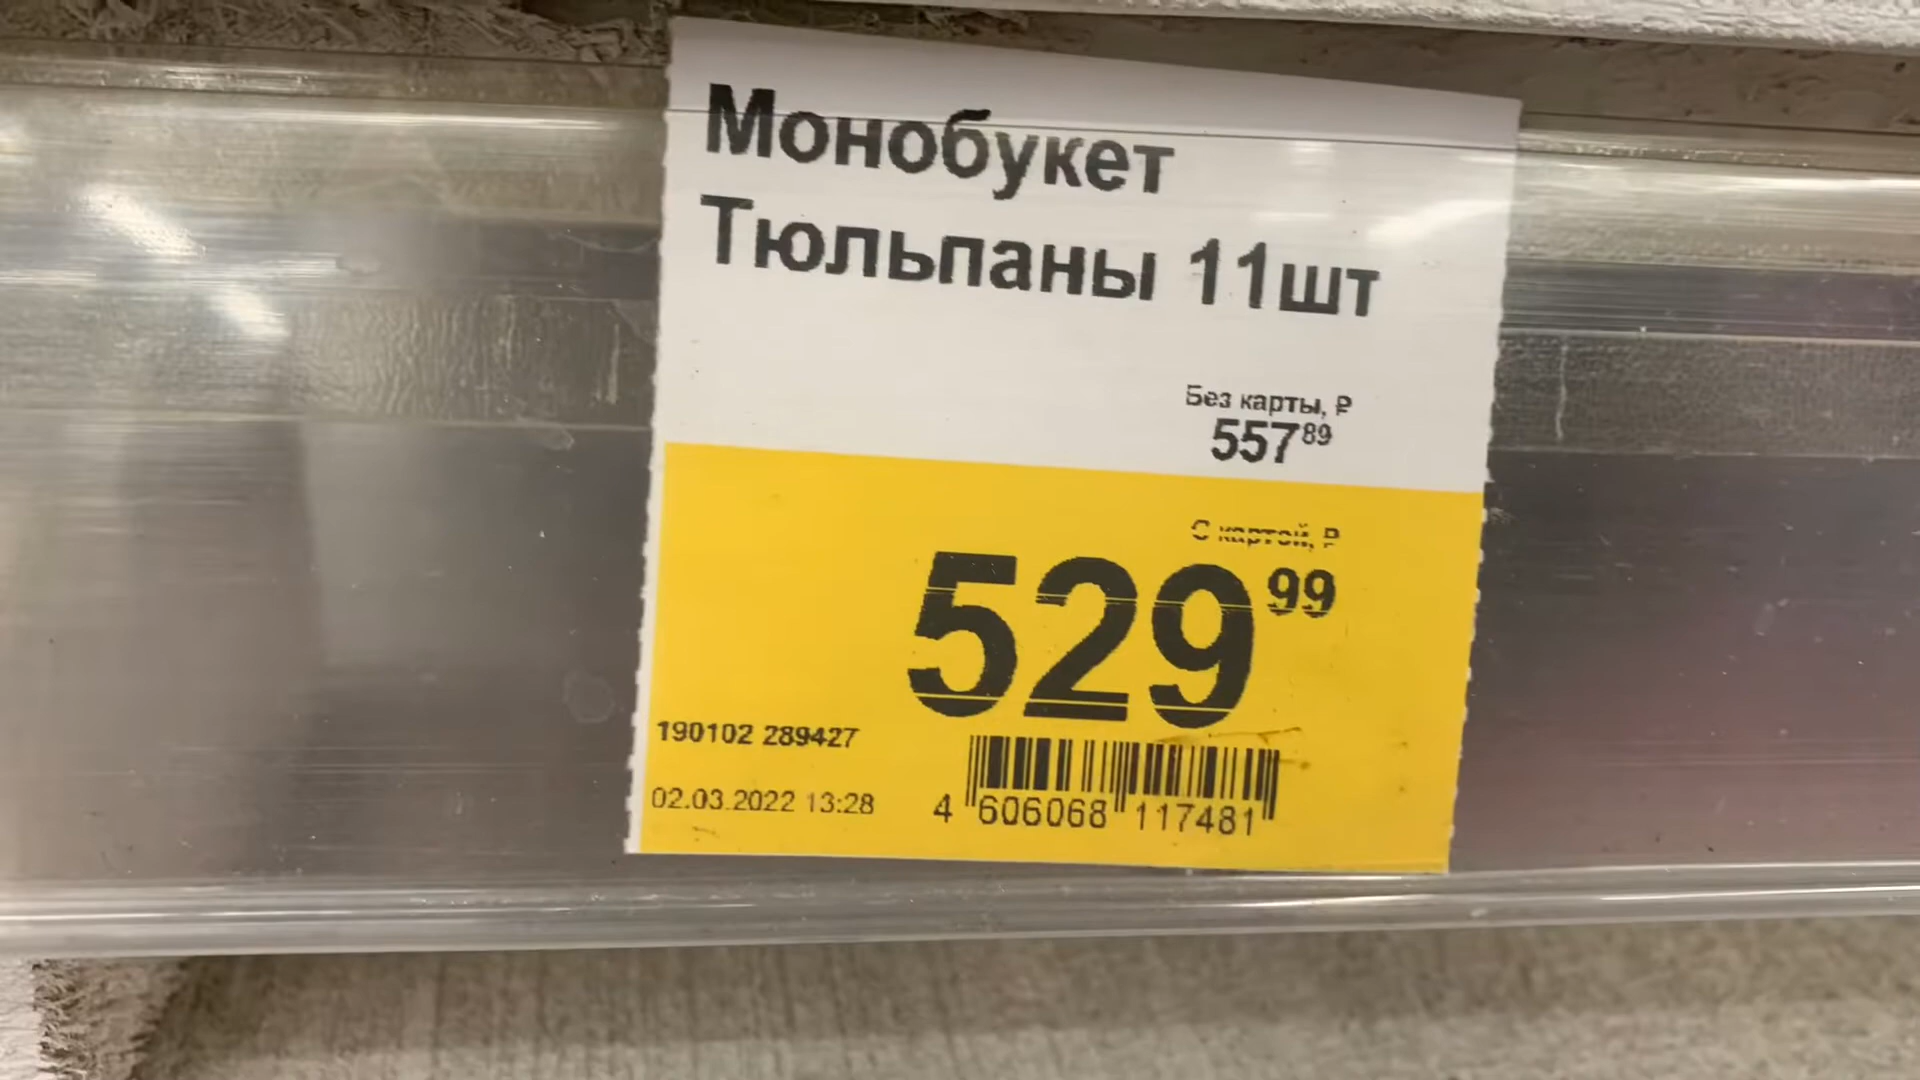 Монобукет
Тюльпаны 11шт
Без карты, ₽
557 89
С картой, ₽
529 99
190102 289427
02.03.2022 13:28
4 606068 117481